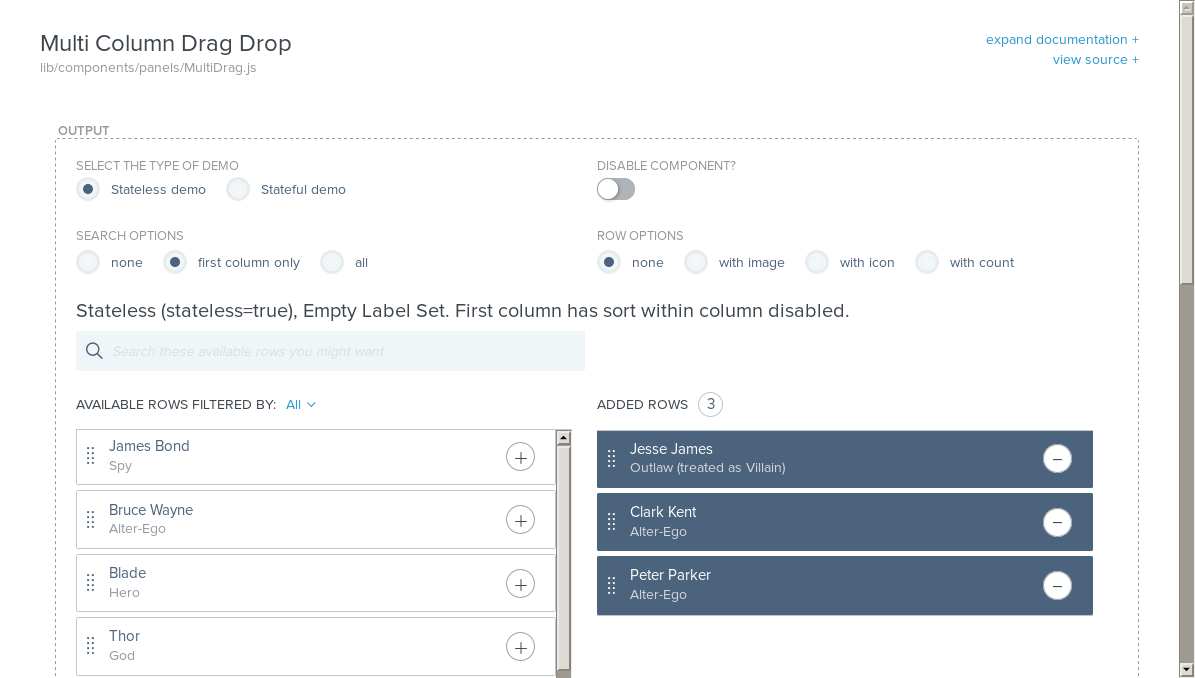 Multi Column Drag Drop
lib/components/panels/MultiDrag.js
expand documentation +
view source +
OUTPUT
SELECT THE TYPE OF DEMO
Stateless demo Stateful demo
DISABLE COMPONENT?
SEARCH OPTIONS
none first column only all
ROW OPTIONS
none with image with icon with count
Stateless (stateless=true), Empty Label Set. First column has sort within column disabled.
Search these available rows you might want
AVAILABLE ROWS FILTERED BY: All
James Bond
Spy
Bruce Wayne
Alter-Ego
Blade
Hero
Thor
God
ADDED ROWS 3
Jesse James
Outlaw (treated as Villain)
Clark Kent
Alter-Ego
Peter Parker
Alter-Ego